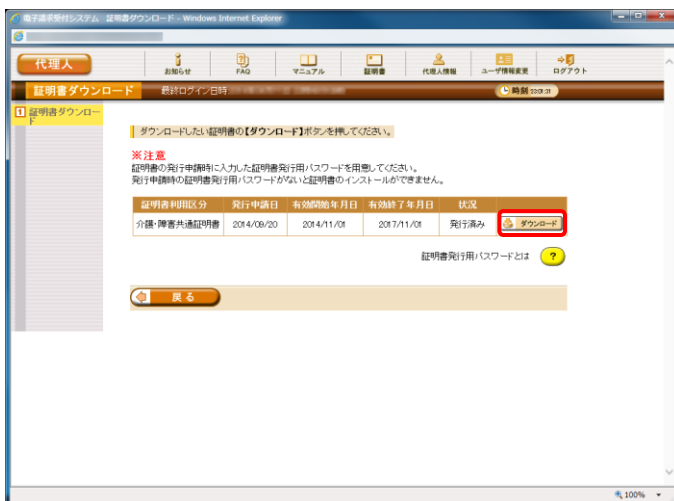 電子請求受付システム 証明書ダウンロード - Windows Internet Explorer
代理人
お知らせ FAQ マニュアル 証明書 代理人情報 ユーザ情報変更 ログアウト
証明書ダウンロード 最終ログイン日時 時刻 23:01:31
1 証明書ダウンロー
ド
ダウンロードしたい証明書の【ダウンロード】ボタンを押してください。
※注意
証明書の発行申請時に入力した証明書発行用パスワードを用意してください。
発行申請時の証明書発行用パスワードがないと証明書のインストールができません。
証明書利用区分 発行申請日 有効開始年月日 有効終了年月日 状況
介護・障害共通証明書 2014/09/20 2014/11/01 2017/11/01 発行済み ダウンロード
証明書発行用パスワードとは ?
戻る
100%